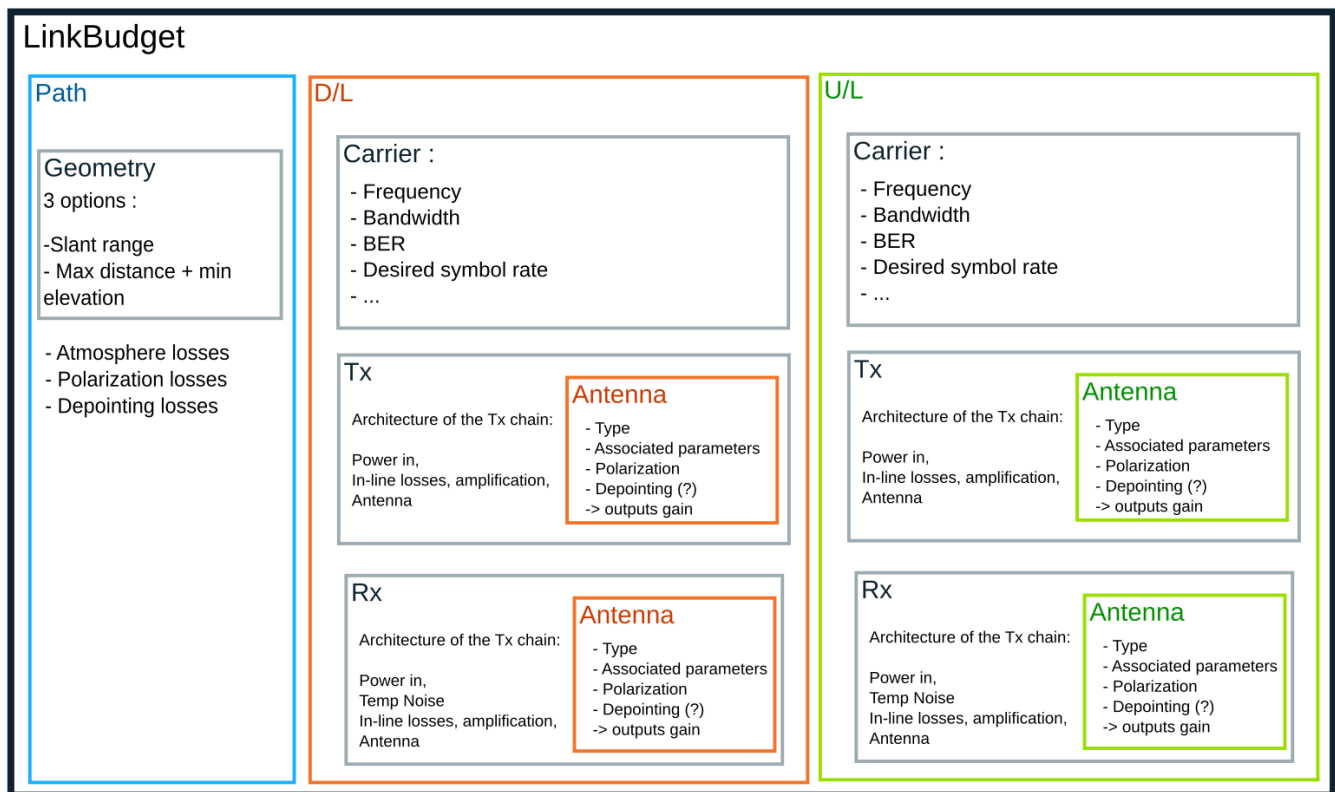 LinkBudget
Path
Geometry
3 options :
-Slant range
- Max distance + min
elevation
- Atmosphere losses
- Polarization losses
- Depointing losses
D/L
Carrier :
- Frequency
- Bandwidth
- BER
- Desired symbol rate
- ...
Tx
Architecture of the Tx chain:
Power in,
In-line losses, amplification,
Antenna
Antenna
- Type
- Associated parameters
- Polarization
- Depointing (?)
-> outputs gain
Rx
Architecture of the Tx chain:
Power in,
Temp Noise
In-line losses, amplification,
Antenna
Antenna
- Type
- Associated parameters
- Polarization
- Depointing (?)
-> outputs gain
U/L
Carrier :
- Frequency
- Bandwidth
- BER
- Desired symbol rate
- ...
Tx
Architecture of the Tx chain:
Power in,
In-line losses, amplification,
Antenna
Antenna
- Type
- Associated parameters
- Polarization
- Depointing (?)
-> outputs gain
Rx
Architecture of the Tx chain:
Power in,
Temp Noise
In-line losses, amplification,
Antenna
Antenna
- Type
- Associated parameters
- Polarization
- Depointing (?)
-> outputs gain